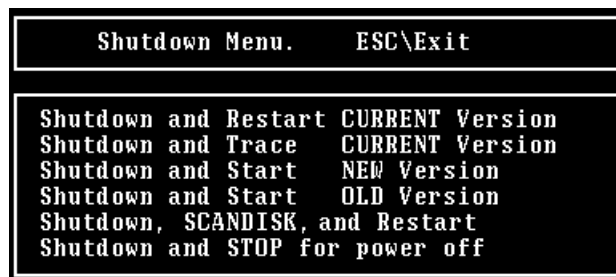 Shutdown Menu. ESC\Exit
Shutdown and Restart CURRENT Version
Shutdown and Trace CURRENT Version
Shutdown and Start NEW Version
Shutdown and Start OLD Version
Shutdown, SCANDISK, and Restart
Shutdown and STOP for power off